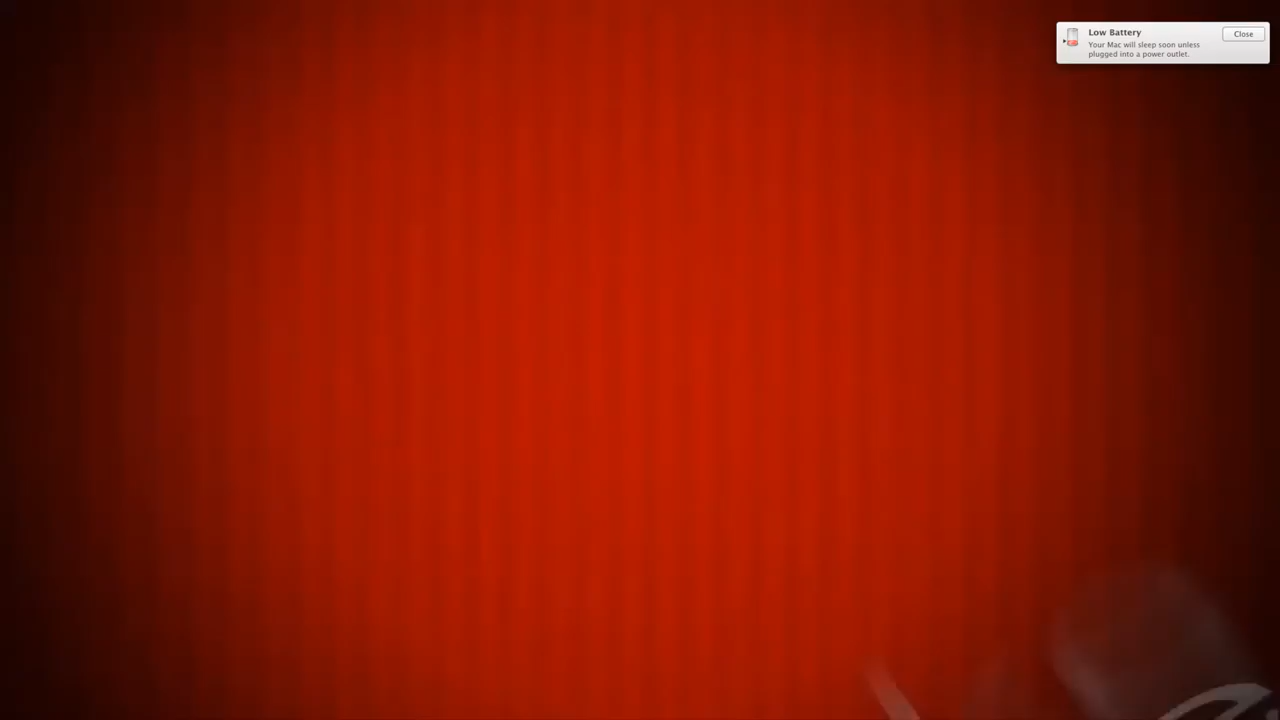 Low Battery
Close
Your Mac will sleep soon unless
plugged into a power outlet.